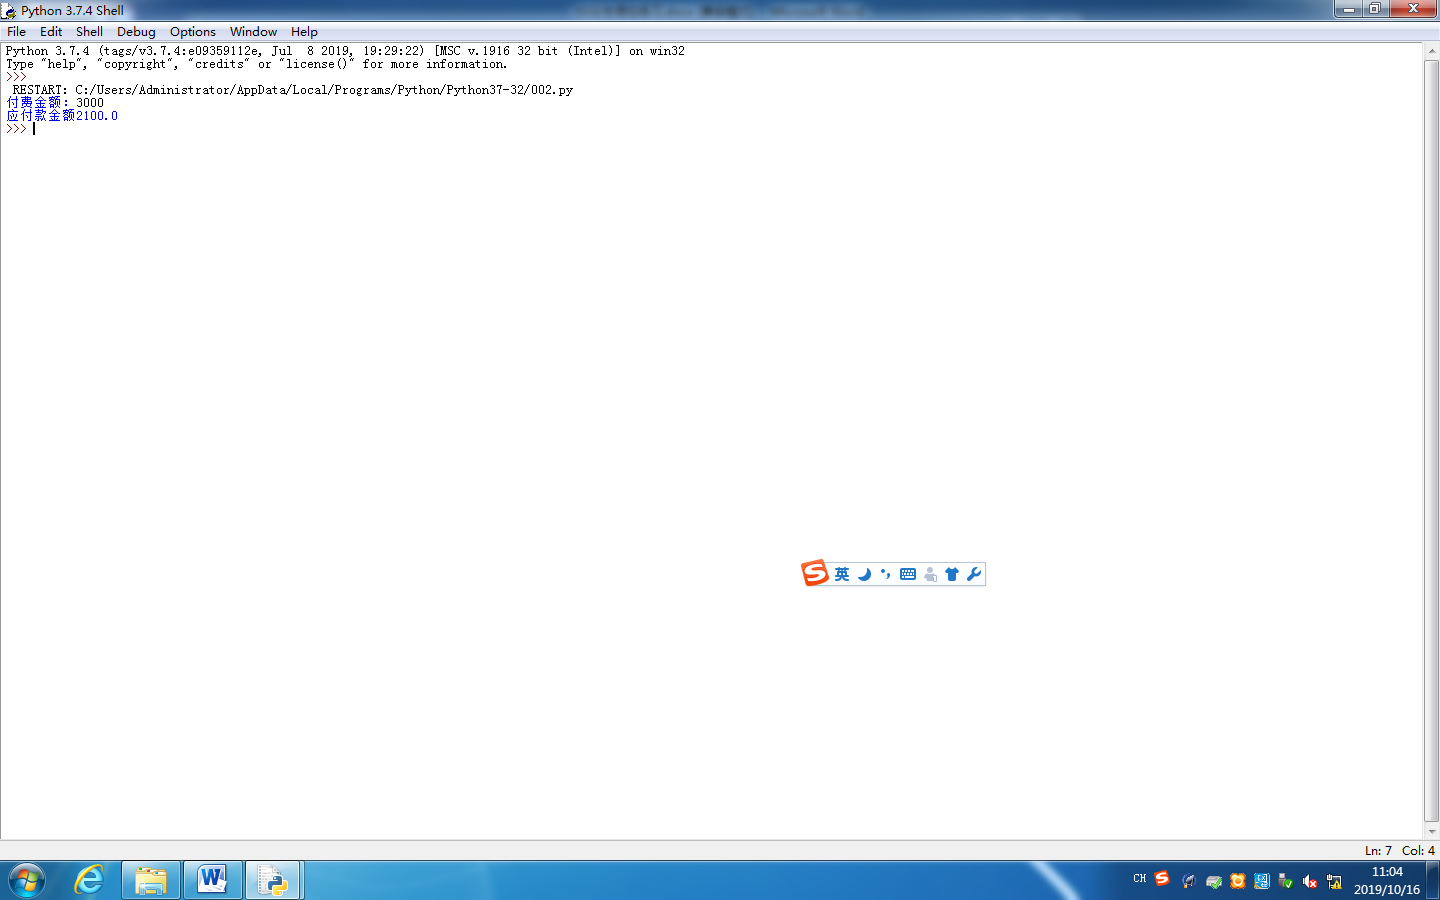 Python 3.7.4 Shell
File Edit Shell Debug Options Window Help
Python 3.7.4 (tags/v3.7.4:e09359112e, Jul  8 2019, 19:29:22) [MSC v.1916 32 bit (Intel)] on win32
Type "help", "copyright", "credits" or "license()" for more information.
>>>
 RESTART: C:/Users/Administrator/AppData/Local/Programs/Python/Python37-32/002.py
付费金额：3000
应付款金额2100.0
>>>
英
Ln: 7 Col: 4
CH
11:04
2019/10/16